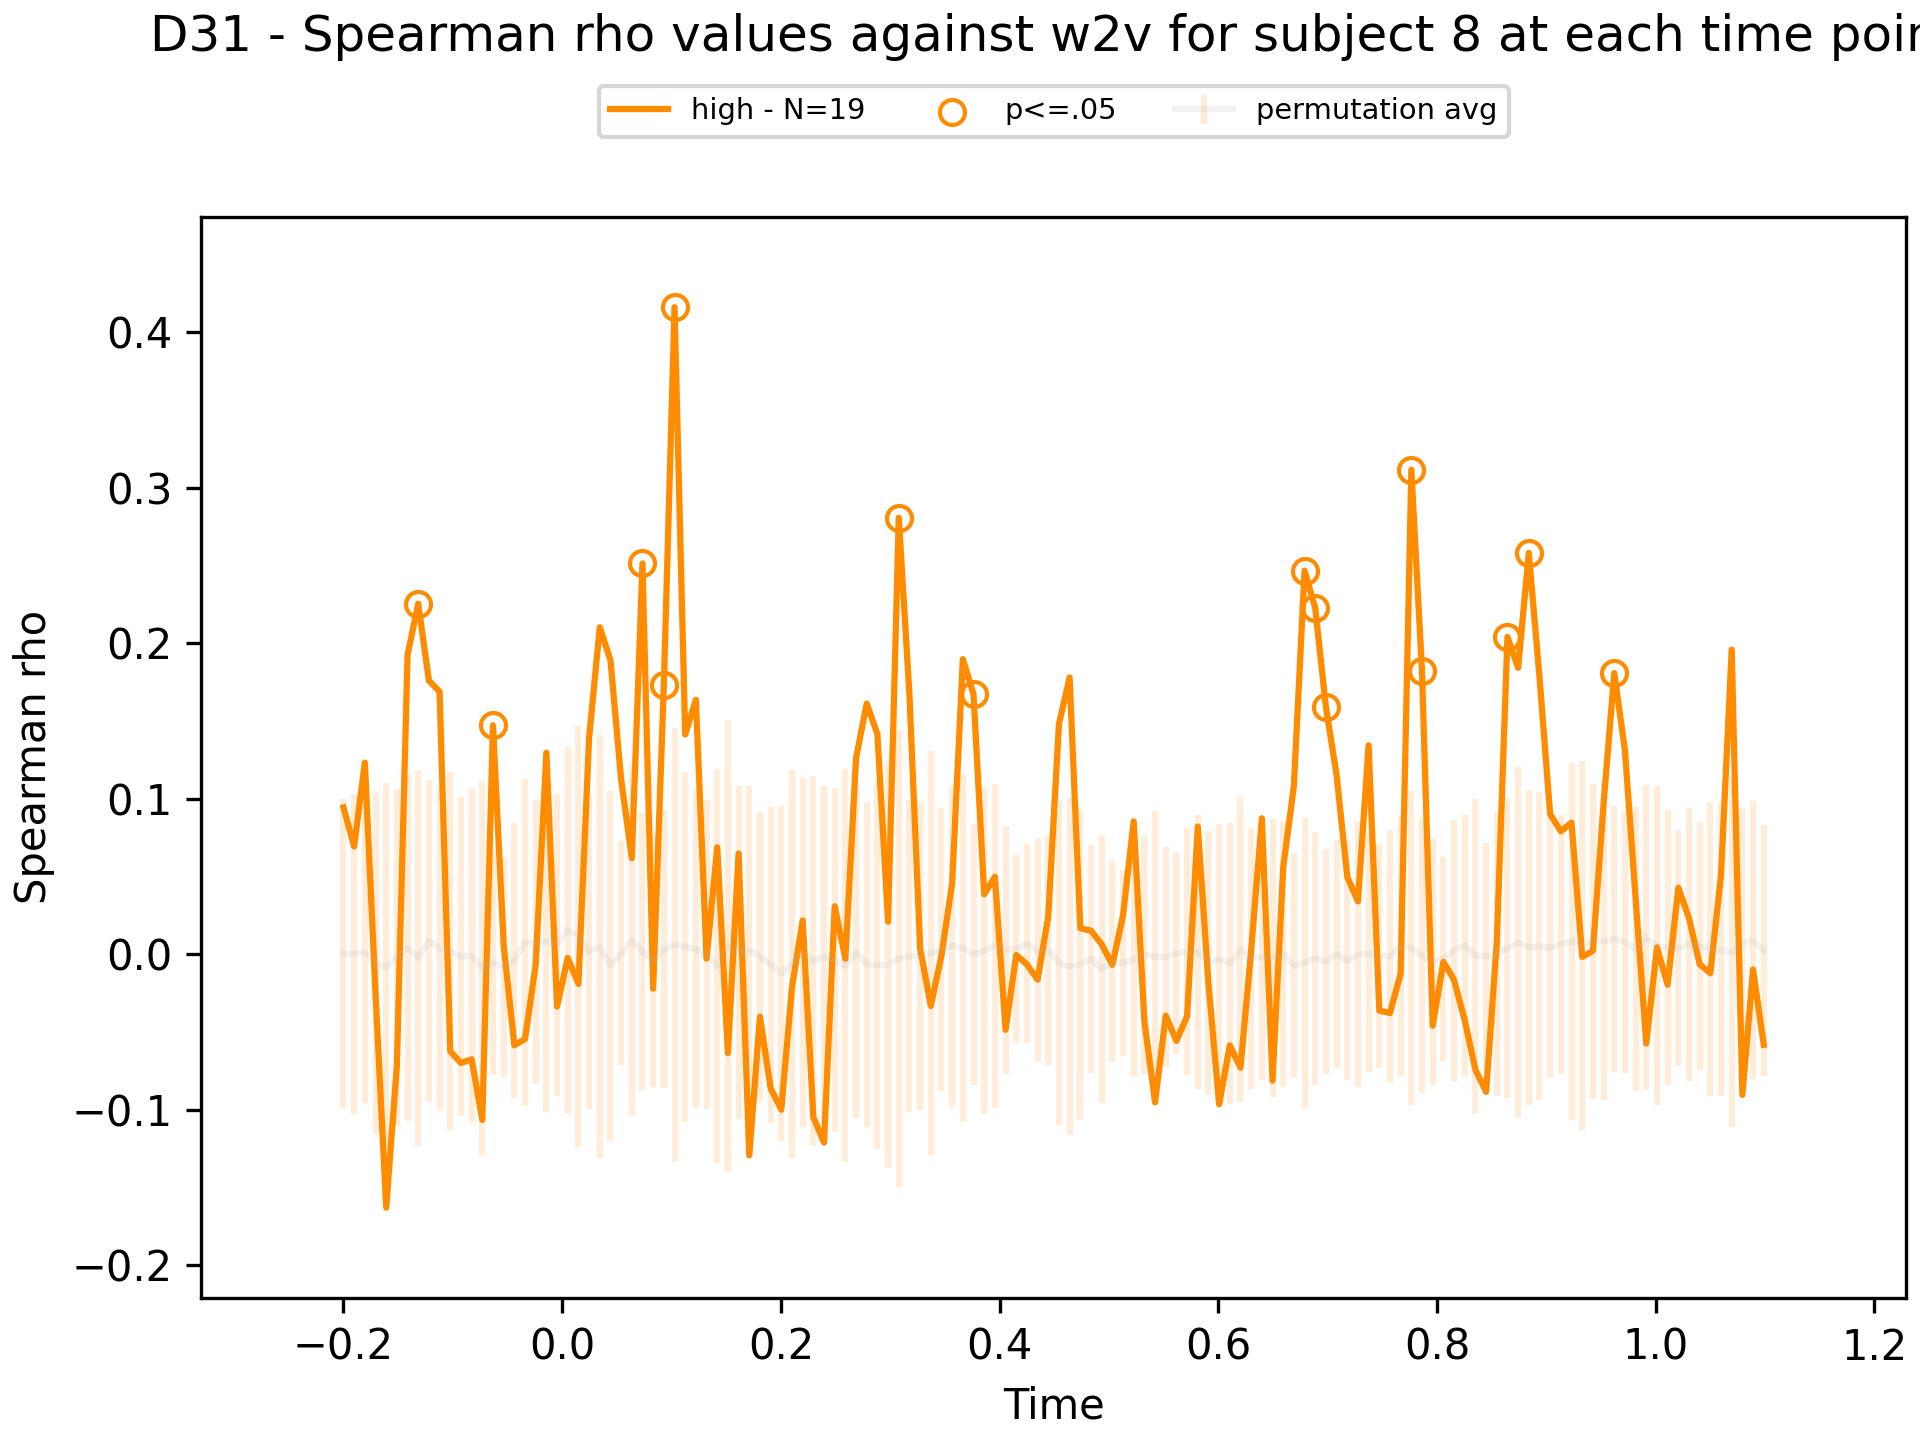 D31 - Spearman rho values against w2v for subject 8 at each time
high - N=19 p<=.05 permutation avg
Spearman rho
0.4
0.3
0.2
0.1
0.0
−0.1
−0.2
−0.2 0.0 0.2 0.4 0.6 0.8 1.0 1.2
Time